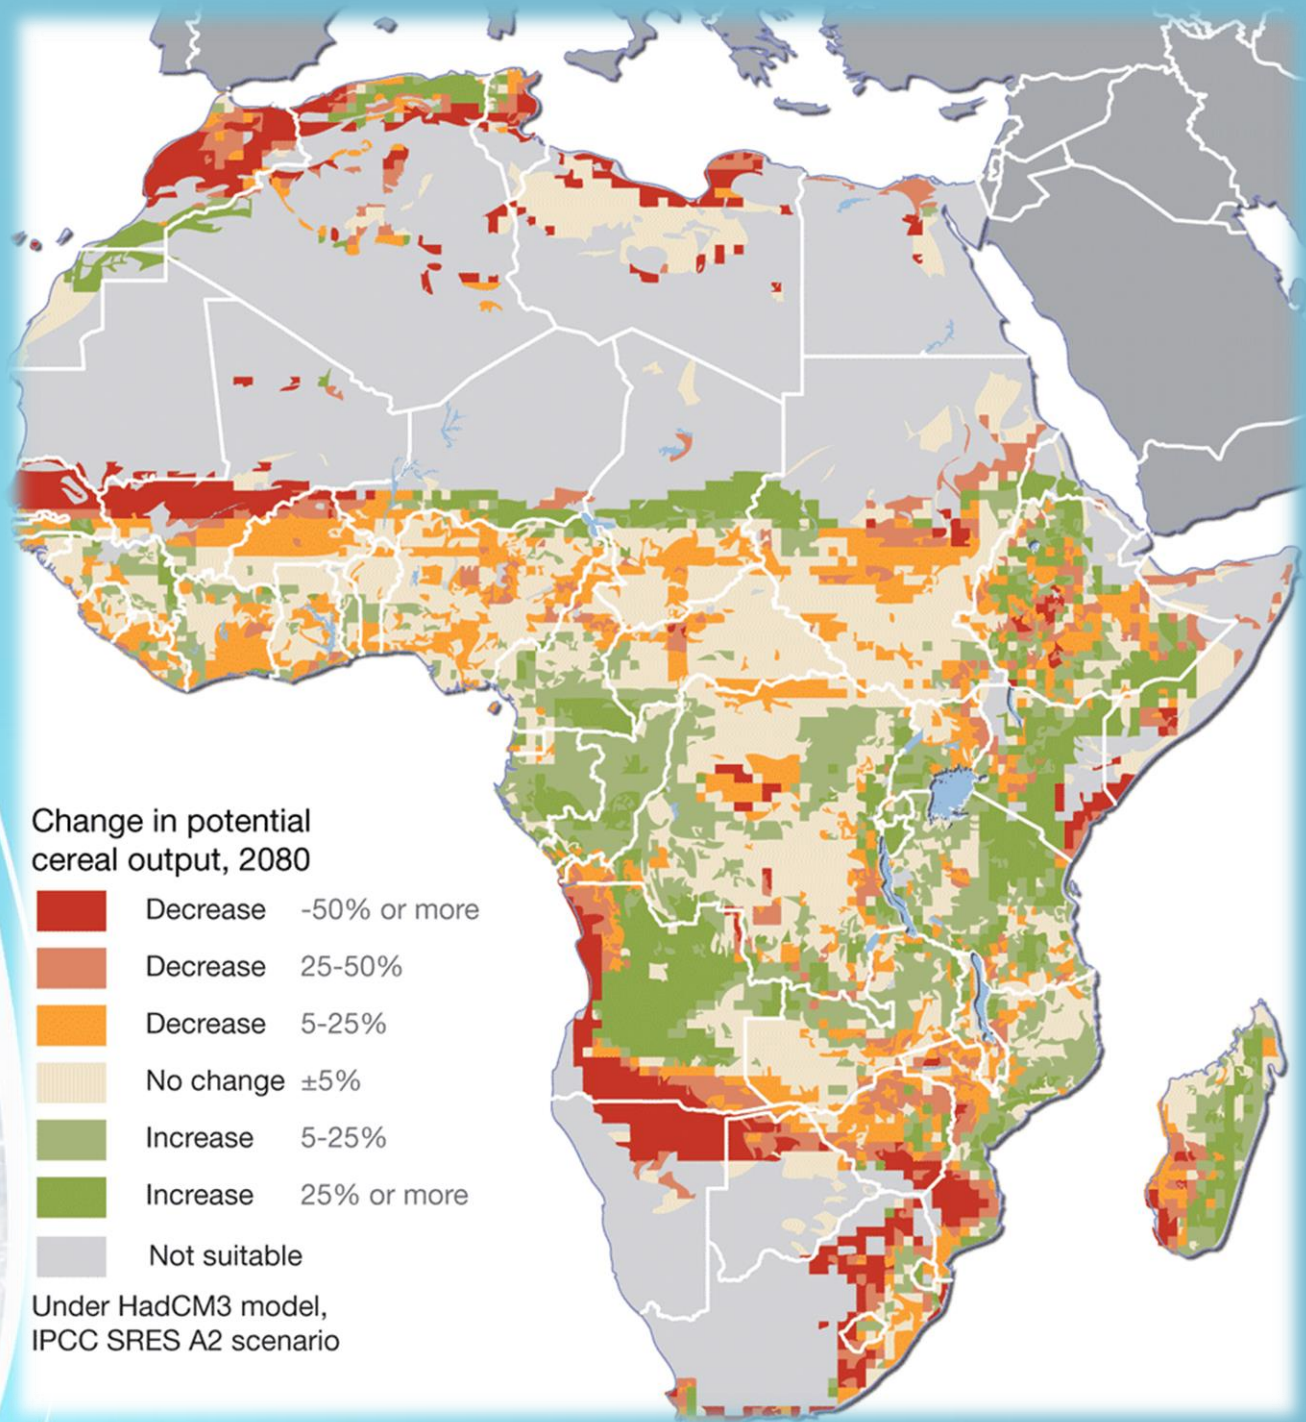 Change in potential
cereal output, 2080
Decrease -50% or more
Decrease 25-50%
Decrease 5-25%
No change ±5%
Increase 5-25%
Increase 25% or more
Not suitable
Under HadCM3 model,
IPCC SRES A2 scenario